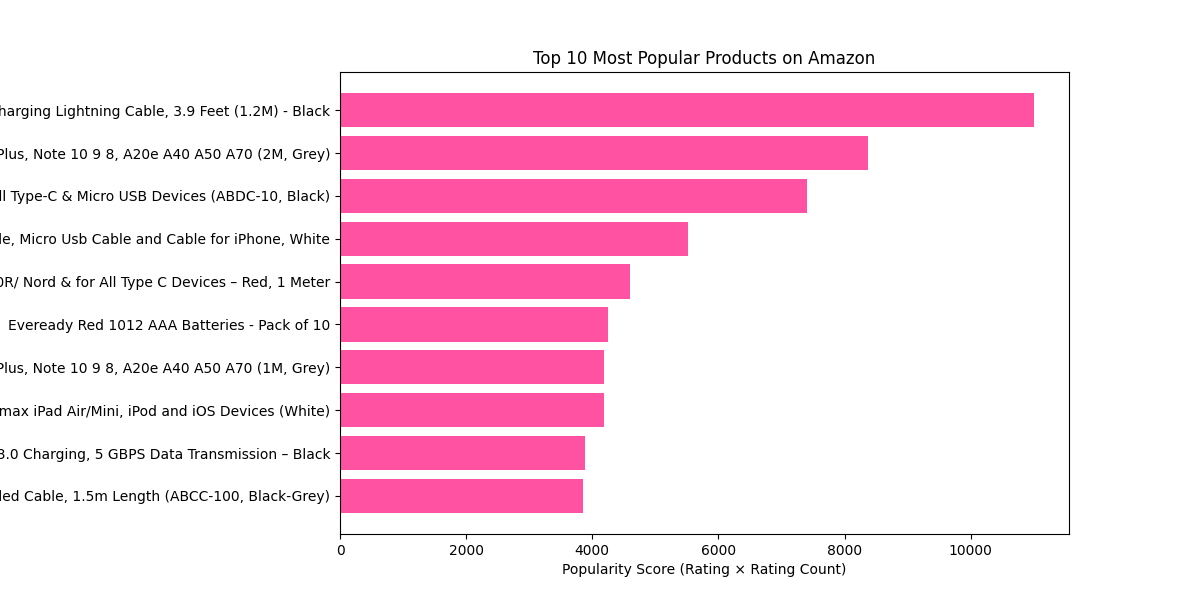 Top 10 Most Popular Products on Amazon
harging Lightning Cable, 3.9 Feet (1.2M) - Black
Plus, Note 10 9 8, A20e A40 A50 A70 (2M, Grey)
ll Type-C & Micro USB Devices (ABDC-10, Black)
le, Micro Usb Cable and Cable for iPhone, White
0R/ Nord & for All Type C Devices – Red, 1 Meter
Eveready Red 1012 AAA Batteries - Pack of 10
Plus, Note 10 9 8, A20e A40 A50 A70 (1M, Grey)
max iPad Air/Mini, iPod and iOS Devices (White)
3.0 Charging, 5 GBPS Data Transmission – Black
led Cable, 1.5m Length (ABCC-100, Black-Grey)
0 2000 4000 6000 8000 10000
Popularity Score (Rating × Rating Count)